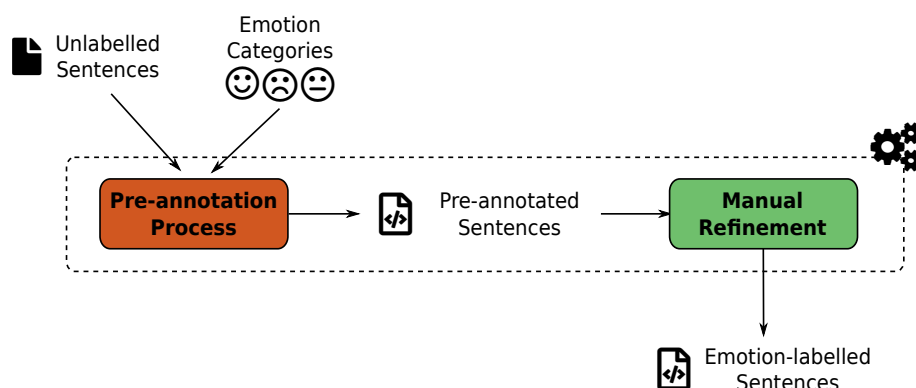 Unlabelled
Sentences
Emotion
Categories
Pre-annotation
Process
Pre-annotated
Sentences
Manual
Refinement
Emotion-labelled
Sentences